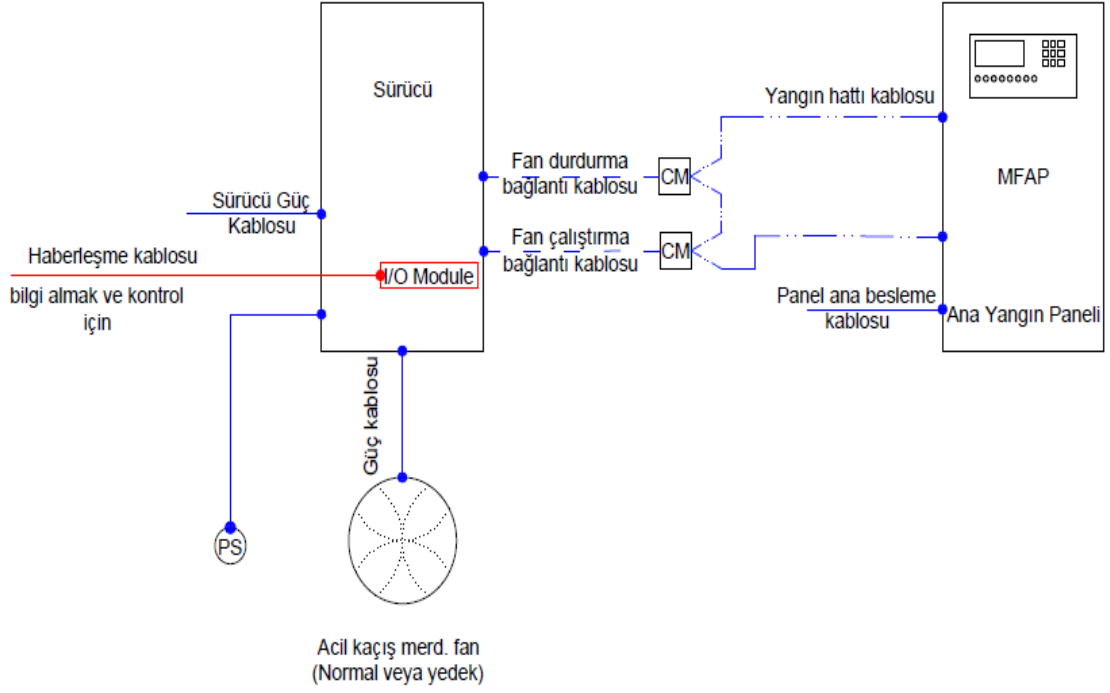 Sürücü
Yangın hattı kablosu
MFAP
Fan durdurma
bağlantı kablosu
CM
Sürücü Güç
Kablosu
Fan çalıştırma
bağlantı kablosu
CM
Haberleşme kablosu
bilgi almak ve kontrol
için
I/O Module
Panel ana besleme
kablosu
Ana Yangın Paneli
Güç kablosu
PS
Acil kaçış merd. fan
(Normal veya yedek)